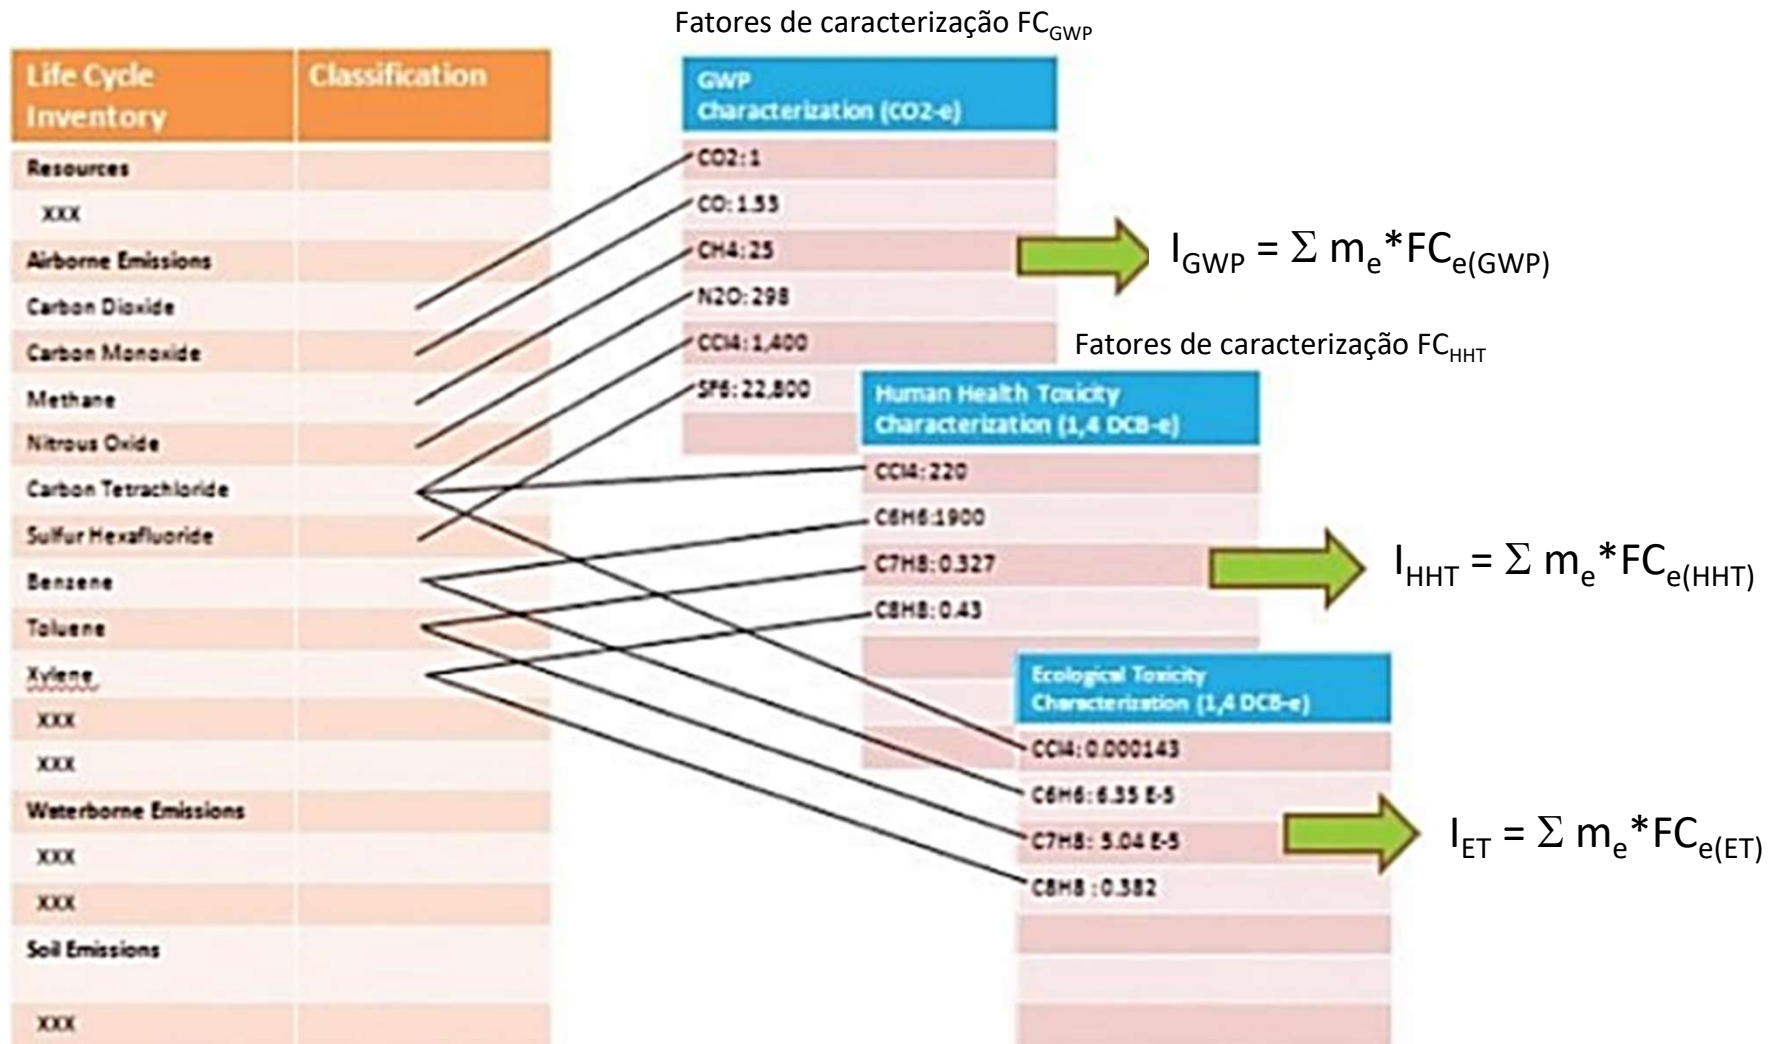 Fatores de caracterização FC_GWP
Life Cycle
Inventory
Classification
Resources
XXX
Airborne Emissions
Carbon Dioxide
Carbon Monoxide
Methane
Nitrous Oxide
Carbon Tetrachloride
Sulfur Hexafluoride
Benzene
Toluene
Xylene
XXX
XXX
Waterborne Emissions
XXX
XXX
Soil Emissions
XXX
GWP
Characterization (CO2-e)
CO2: 1
CO: 1.53
CH4: 25
N2O: 298
CCl4: 1,400
SF6: 22,800
I_GWP = Σ m_e*FC_e(GWP)
Fatores de caracterização FC_HHT
Human Health Toxicity
Characterization (1,4 DCB-e)
CCl4: 220
C6H6:1900
C7H8: 0.327
C8H8: 0.43
I_HHT = Σ m_e*FC_e(HHT)
Ecological Toxicity
Characterization (1,4 DCB-e)
CCl4: 0.000143
C6H6: 6.35 E-5
C7H8: 5.04 E-5
C8H8 : 0.382
I_ET = Σ m_e*FC_e(ET)